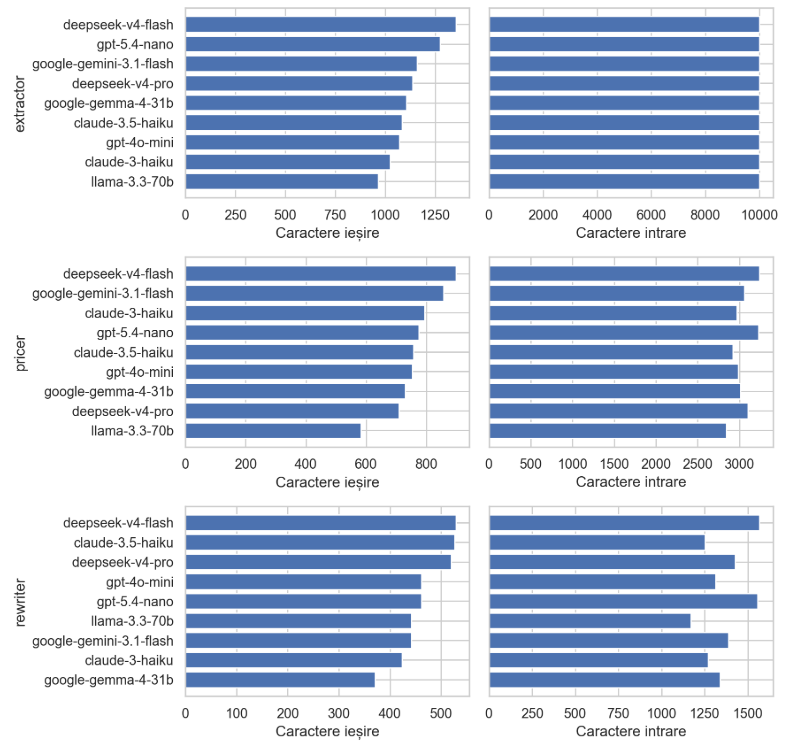 extractor
deepseek-v4-flash
gpt-5.4-nano
google-gemini-3.1-flash
deepseek-v4-pro
google-gemma-4-31b
claude-3.5-haiku
gpt-4o-mini
claude-3-haiku
llama-3.3-70b
0 250 500 750 1000 1250
Caractere ieșire
0 2000 4000 6000 8000 10000
Caractere intrare
pricer
deepseek-v4-flash
google-gemini-3.1-flash
claude-3-haiku
gpt-5.4-nano
claude-3.5-haiku
gpt-4o-mini
google-gemma-4-31b
deepseek-v4-pro
llama-3.3-70b
0 200 400 600 800
Caractere ieșire
0 500 1000 1500 2000 2500 3000
Caractere intrare
rewriter
deepseek-v4-flash
claude-3.5-haiku
deepseek-v4-pro
gpt-4o-mini
gpt-5.4-nano
llama-3.3-70b
google-gemini-3.1-flash
claude-3-haiku
google-gemma-4-31b
0 100 200 300 400 500
Caractere ieșire
0 250 500 750 1000 1250 1500
Caractere intrare